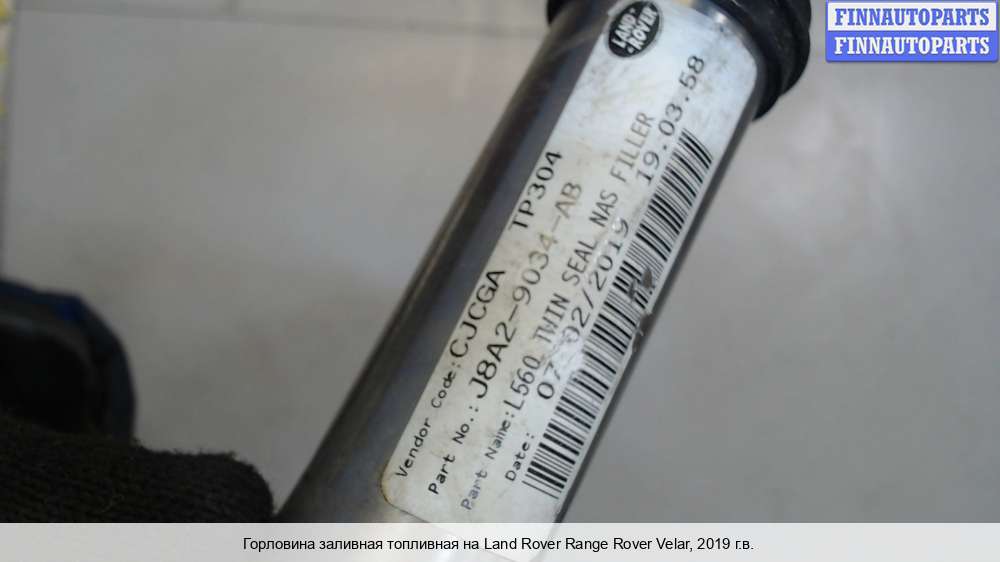 FINNAUTOPARTS
FINNAUTOPARTS
LAND
ROVER
Vendor Code: CJCGA TP304
Part No.: J8A2-9034-AB
Part Name: L560 TWIN SEAL NAS FILLER
Date: 07/02/2019 19.03.58
Горловина заливная топливная на Land Rover Range Rover Velar, 2019 г.в.